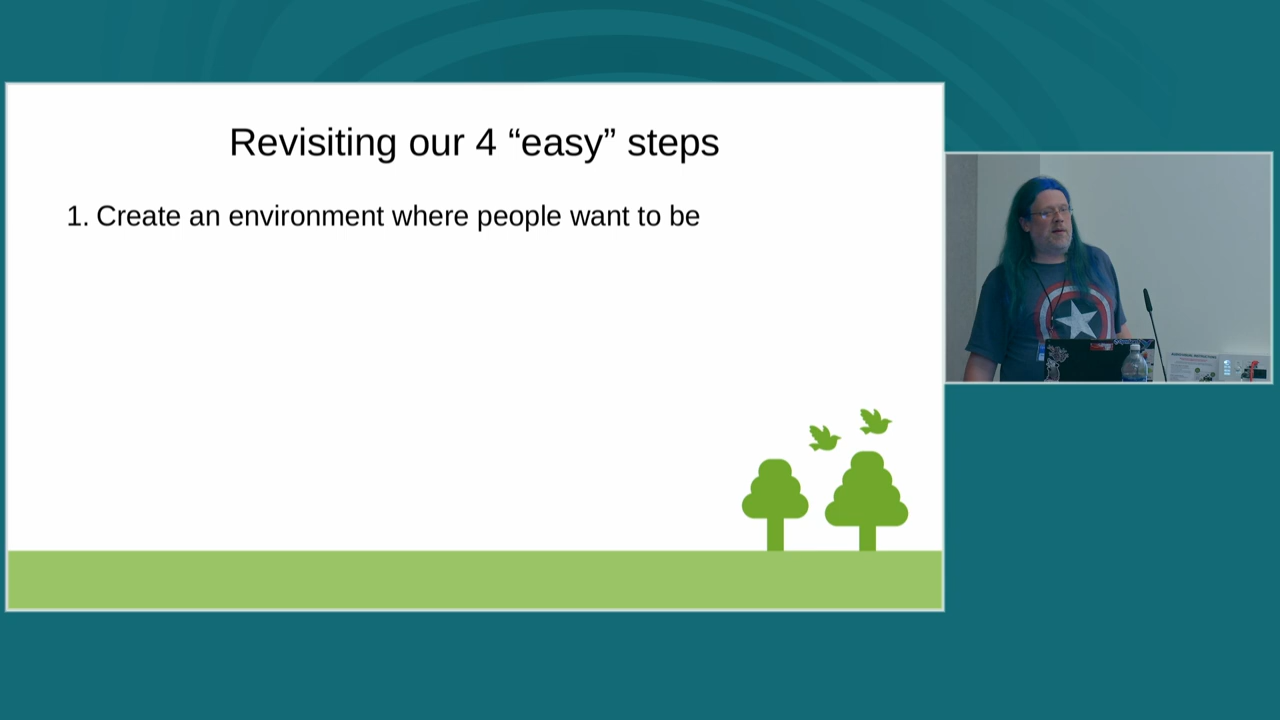 Revisiting our 4 “easy” steps
1. Create an environment where people want to be